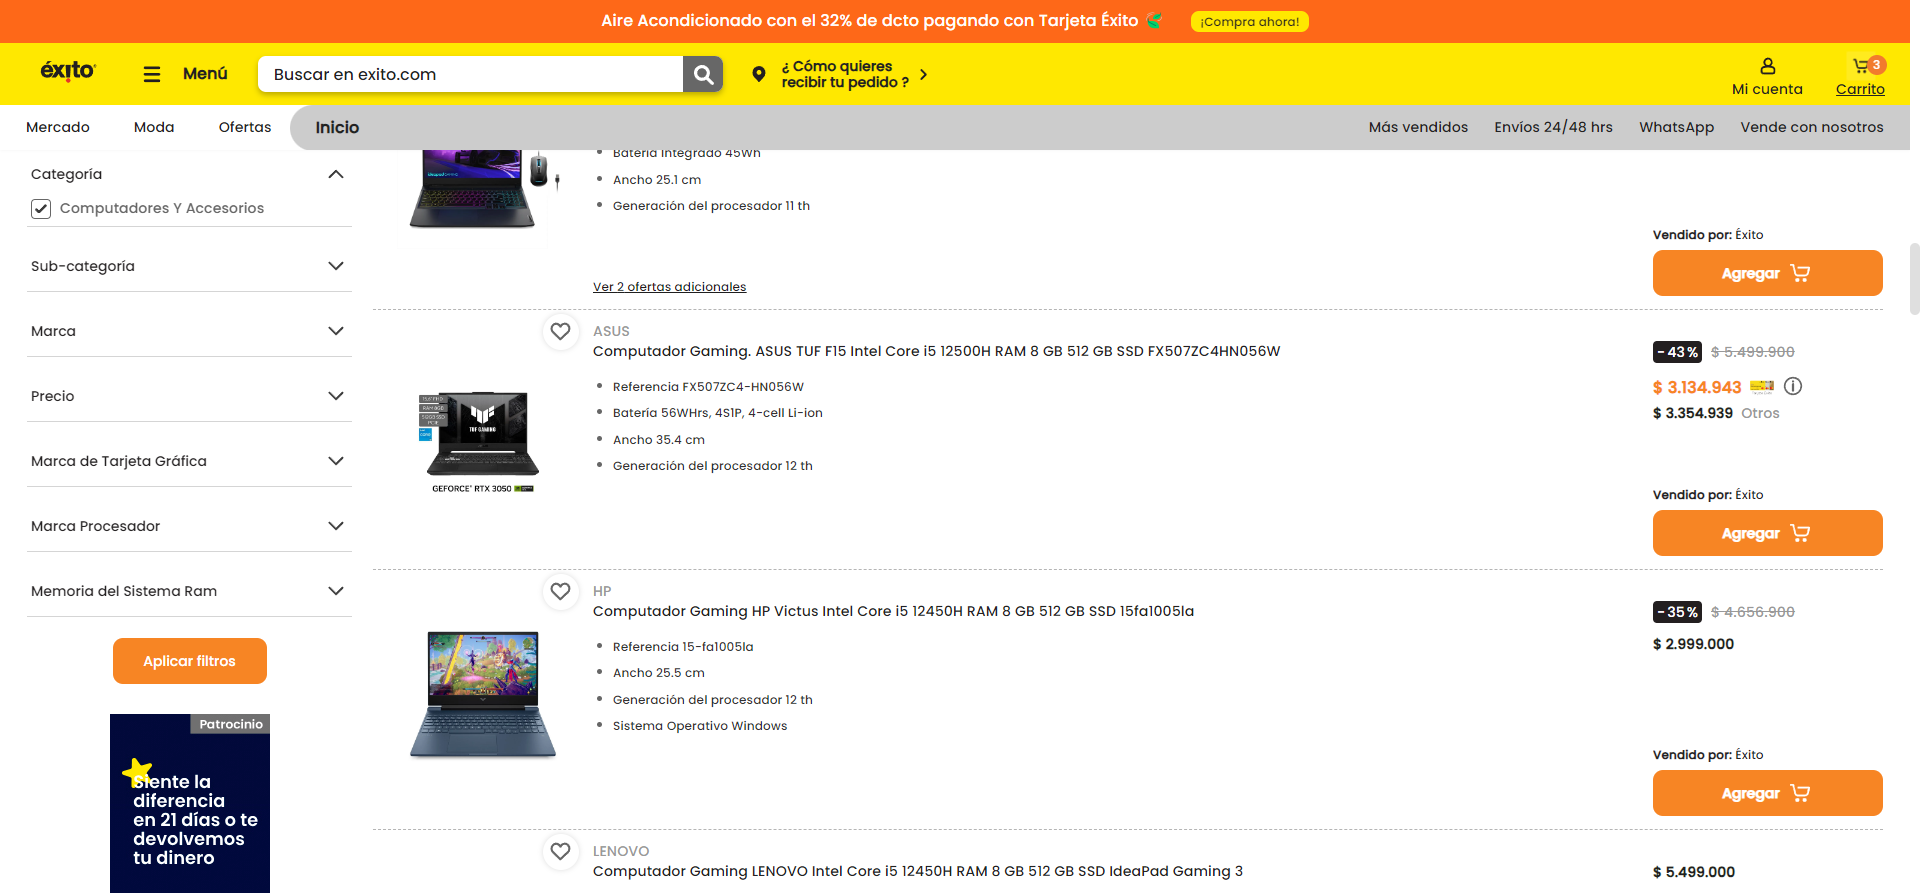 Aire Acondicionado con el 32% de dcto pagando con Tarjeta Éxito
¡Compra ahora!
éxito
Menú
Buscar en exito.com
¿ Cómo quieres
recibir tu pedido ?
Mi cuenta
3
Carrito
Mercado
Moda
Ofertas
Inicio
Más vendidos
Envíos 24/48 hrs
WhatsApp
Vende con nosotros
Categoría
Computadores Y Accesorios
Sub-categoría
Marca
Precio
Marca de Tarjeta Gráfica
Marca Procesador
Memoria del Sistema Ram
Aplicar filtros
Patrocinio
Siente la
diferencia
en 21 días o te
devolvemos
tu dinero
Batería Integrado 45Wh
Ancho 25.1 cm
Generación del procesador 11 th
Ver 2 ofertas adicionales
Vendido por: Éxito
Agregar
ASUS
Computador Gaming. ASUS TUF F15 Intel Core i5 12500H RAM 8 GB 512 GB SSD FX507ZC4HN056W
Referencia FX507ZC4-HN056W
Batería 56WHrs, 4S1P, 4-cell Li-ion
Ancho 35.4 cm
Generación del procesador 12 th
TUF GAMING
GEFORCE® RTX 3050
-43%
$ 5.499.900
$ 3.134.943
$ 3.354.939 Otros
Vendido por: Éxito
Agregar
HP
Computador Gaming HP Victus Intel Core i5 12450H RAM 8 GB 512 GB SSD 15fa1005la
Referencia 15-fa1005la
Ancho 25.5 cm
Generación del procesador 12 th
Sistema Operativo Windows
-35%
$ 4.656.900
$ 2.999.000
Vendido por: Éxito
Agregar
LENOVO
Computador Gaming LENOVO Intel Core i5 12450H RAM 8 GB 512 GB SSD IdeaPad Gaming 3
$ 5.499.000